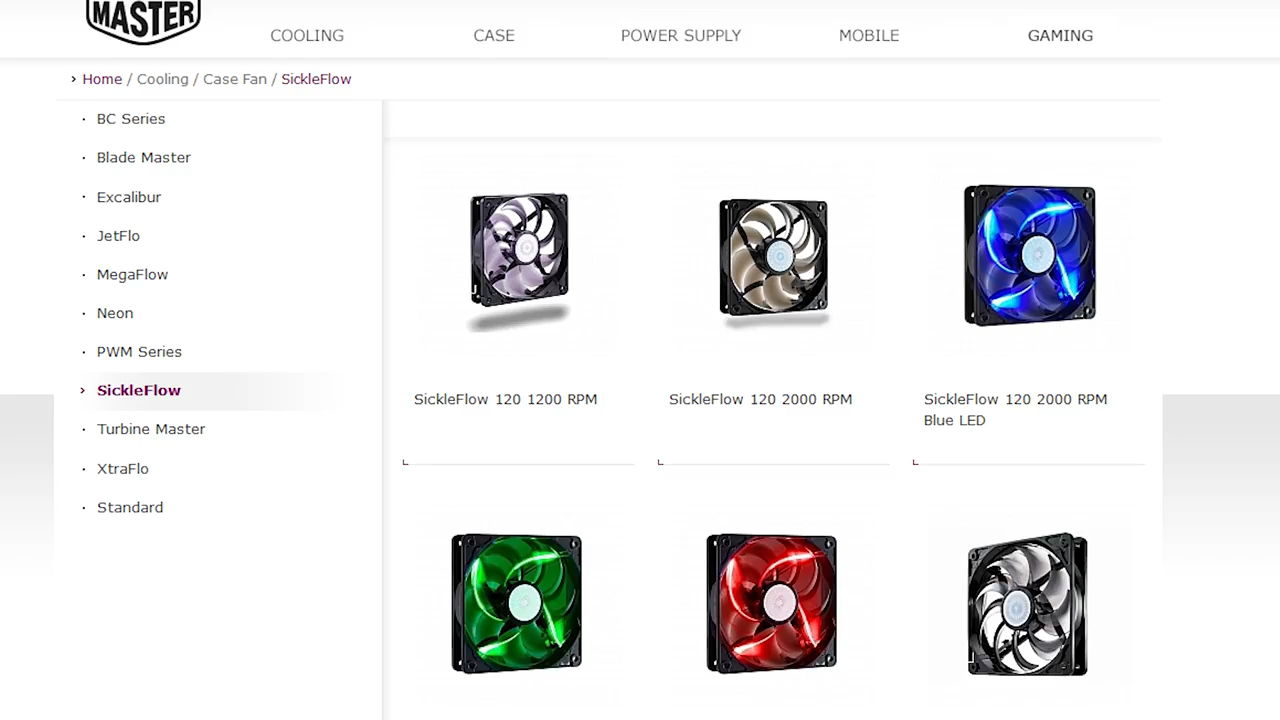 MASTER
COOLING CASE POWER SUPPLY MOBILE GAMING
› Home / Cooling / Case Fan / SickleFlow
· BC Series
· Blade Master
· Excalibur
· JetFlo
· MegaFlow
· Neon
· PWM Series
› SickleFlow
· Turbine Master
· XtraFlo
· Standard
SickleFlow 120 1200 RPM
SickleFlow 120 2000 RPM
SickleFlow 120 2000 RPM
Blue LED